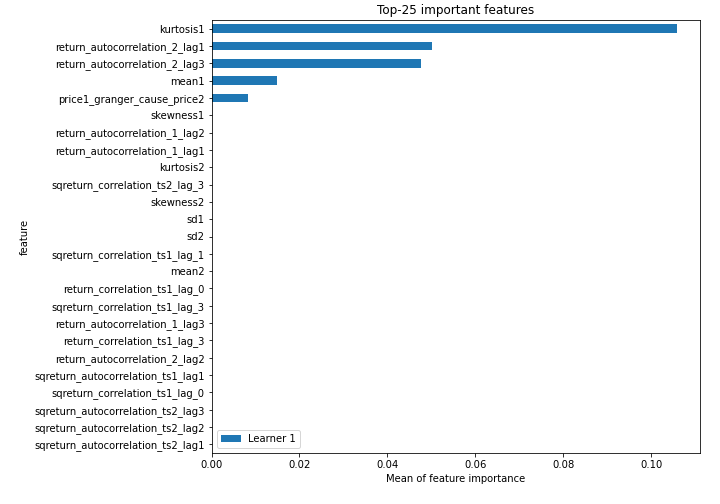 Top-25 important features
kurtosis1
return_autocorrelation_2_lag1
return_autocorrelation_2_lag3
mean1
price1_granger_cause_price2
skewness1
return_autocorrelation_1_lag2
return_autocorrelation_1_lag1
kurtosis2
sqreturn_correlation_ts2_lag_3
skewness2
sd1
sd2
sqreturn_correlation_ts1_lag_1
mean2
return_correlation_ts1_lag_0
sqreturn_correlation_ts1_lag_3
return_autocorrelation_1_lag3
return_correlation_ts1_lag_3
return_autocorrelation_2_lag2
sqreturn_autocorrelation_ts1_lag1
sqreturn_correlation_ts1_lag_0
sqreturn_autocorrelation_ts2_lag3
sqreturn_autocorrelation_ts2_lag2
sqreturn_autocorrelation_ts2_lag1
feature
Learner 1
0.00 0.02 0.04 0.06 0.08 0.10
Mean of feature importance